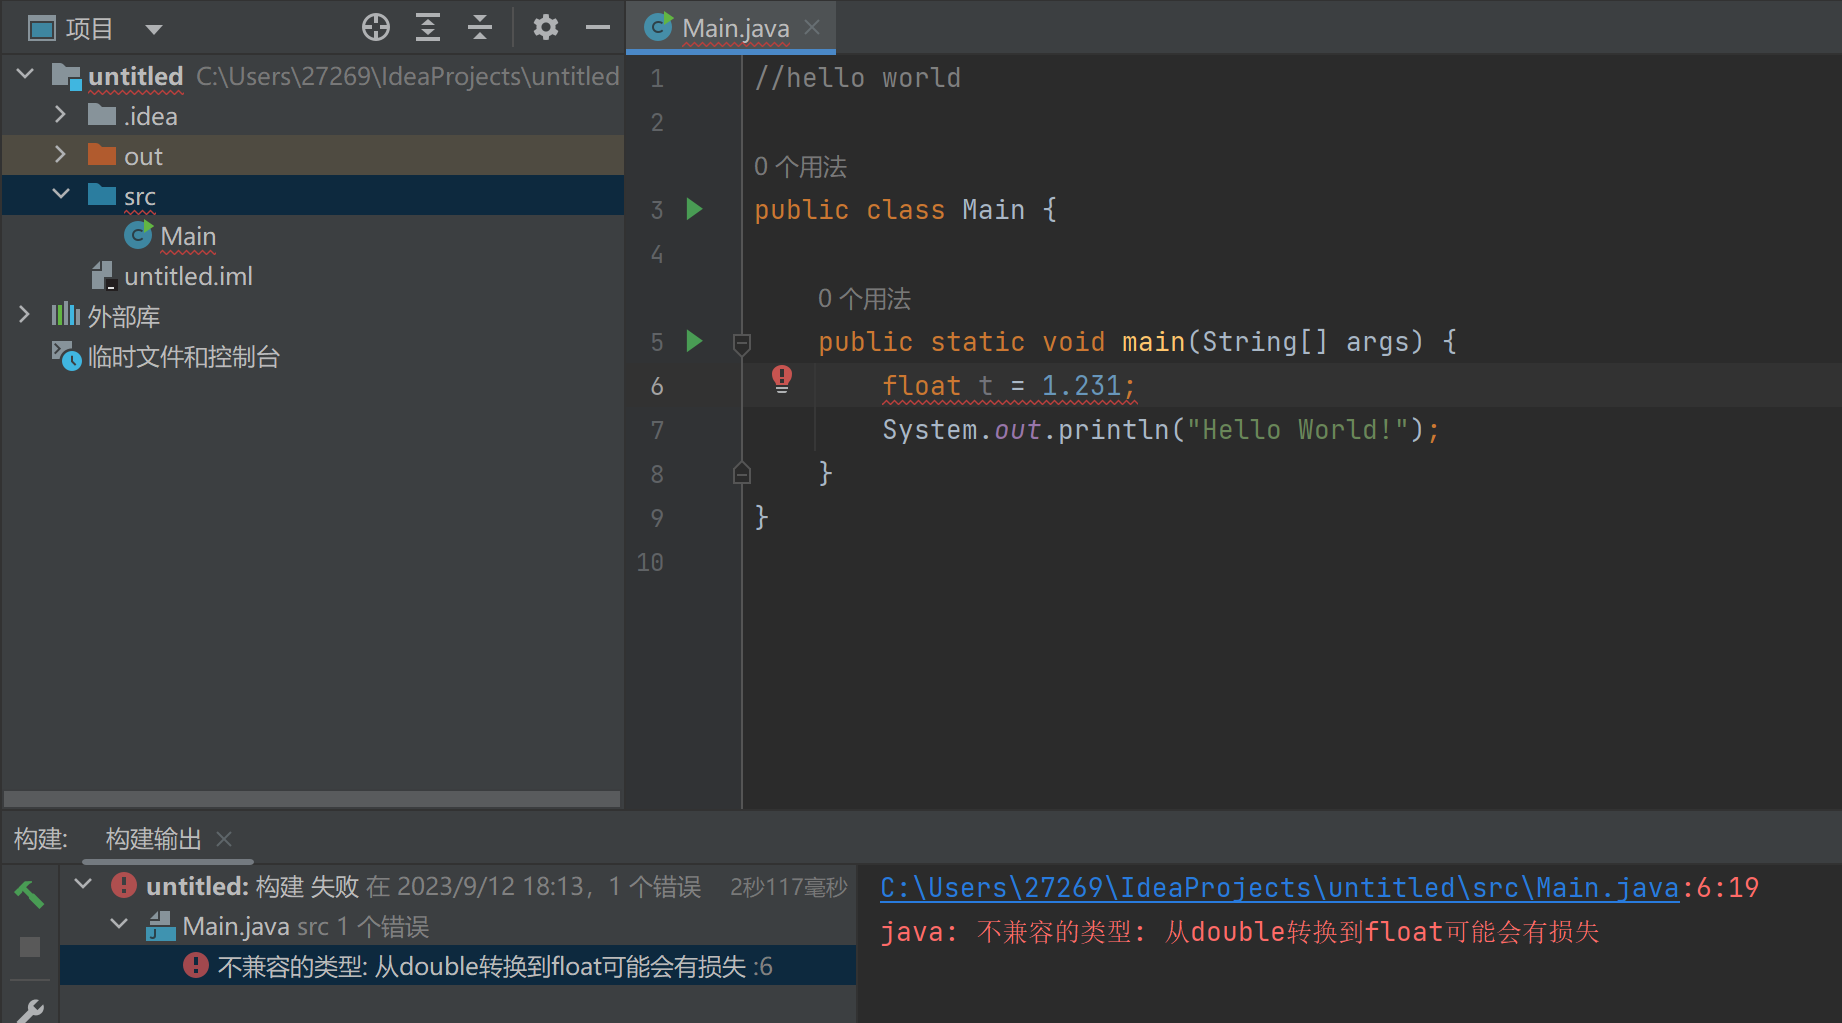 项目
untitled C:\Users\27269\IdeaProjects\untitled
.idea
out
src
Main
untitled.iml
外部库
临时文件和控制台
Main.java
1 //hello world
2
0 个用法
3 public class Main {
4
0 个用法
5 public static void main(String[] args) {
6 float t = 1.231;
7 System.out.println("Hello World!");
8 }
9 }
10
构建: 构建输出
untitled: 构建 失败 在 2023/9/12 18:13，1 个错误 2秒117毫秒
Main.java src 1 个错误
不兼容的类型: 从double转换到float可能会有损失 :6
C:\Users\27269\IdeaProjects\untitled\src\Main.java:6:19
java: 不兼容的类型: 从double转换到float可能会有损失